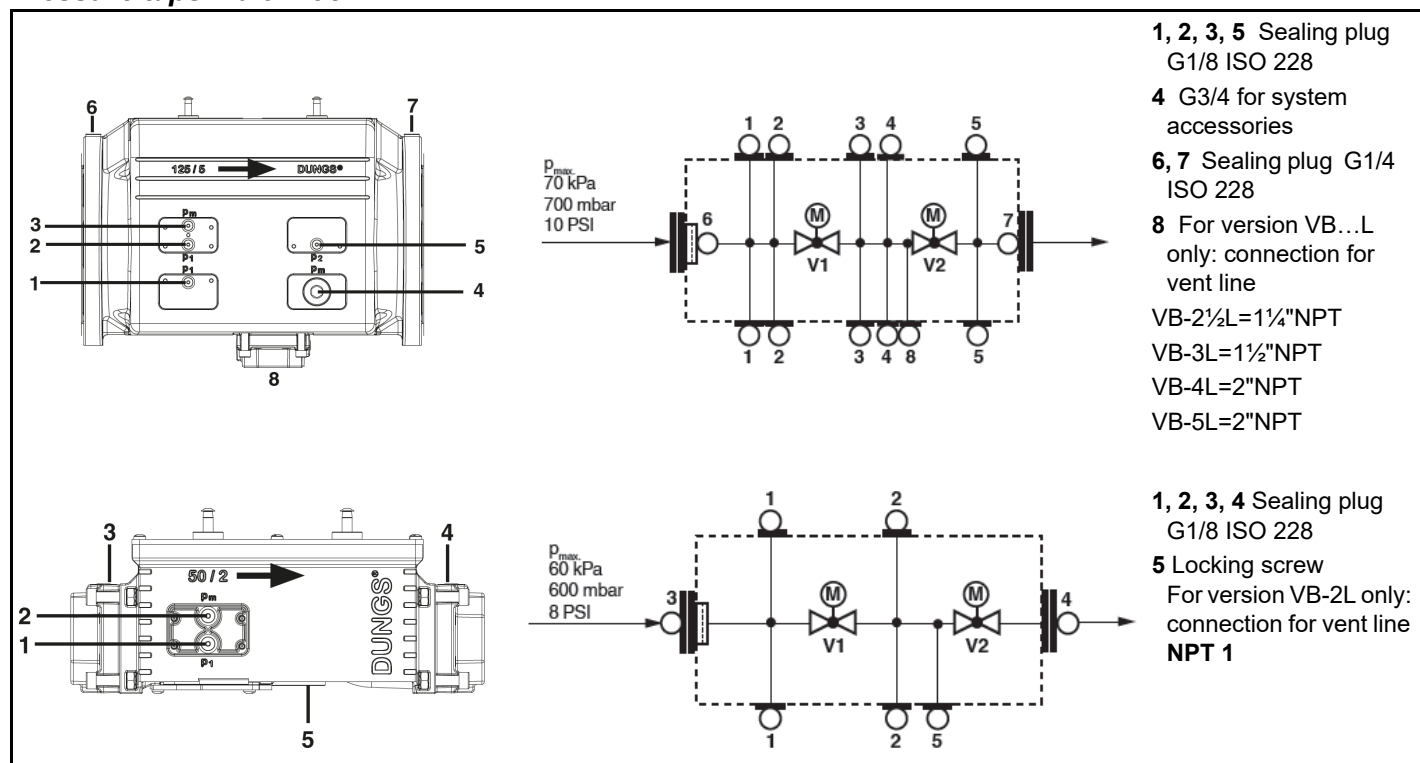 6
7
125 / 5 DUNGS®
Pm
3
2
5
P1
P2
P1
Pm
1
4
8
1 2 3 4 5
pmax.
70 kPa
700 mbar
10 PSI
6
M
M
7
V1
V2
1 2 3 4 8 5
1, 2, 3, 5 Sealing plug
G1/8 ISO 228
4 G3/4 for system
accessories
6, 7 Sealing plug G1/4
ISO 228
8 For version VB…L
only: connection for
vent line
VB-2½L=1¼"NPT
VB-3L=1½"NPT
VB-4L=2"NPT
VB-5L=2"NPT
3
4
50 / 2
Pm
2
1
P1
DUNGS®
5
1 2
pmax.
60 kPa
600 mbar
8 PSI
3
M
M
4
V1
V2
1 2 5
1, 2, 3, 4 Sealing plug
G1/8 ISO 228
5 Locking screw
For version VB-2L only:
connection for vent line
NPT 1